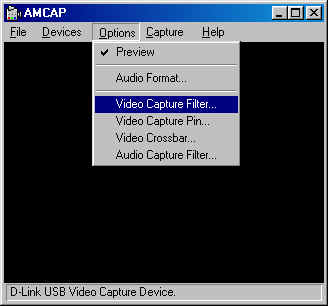 AMCAP
File Devices Options Capture Help
Preview
Audio Format...
Video Capture Filter...
Video Capture Pin...
Video Crossbar...
Audio Capture Filter...
D-Link USB Video Capture Device.